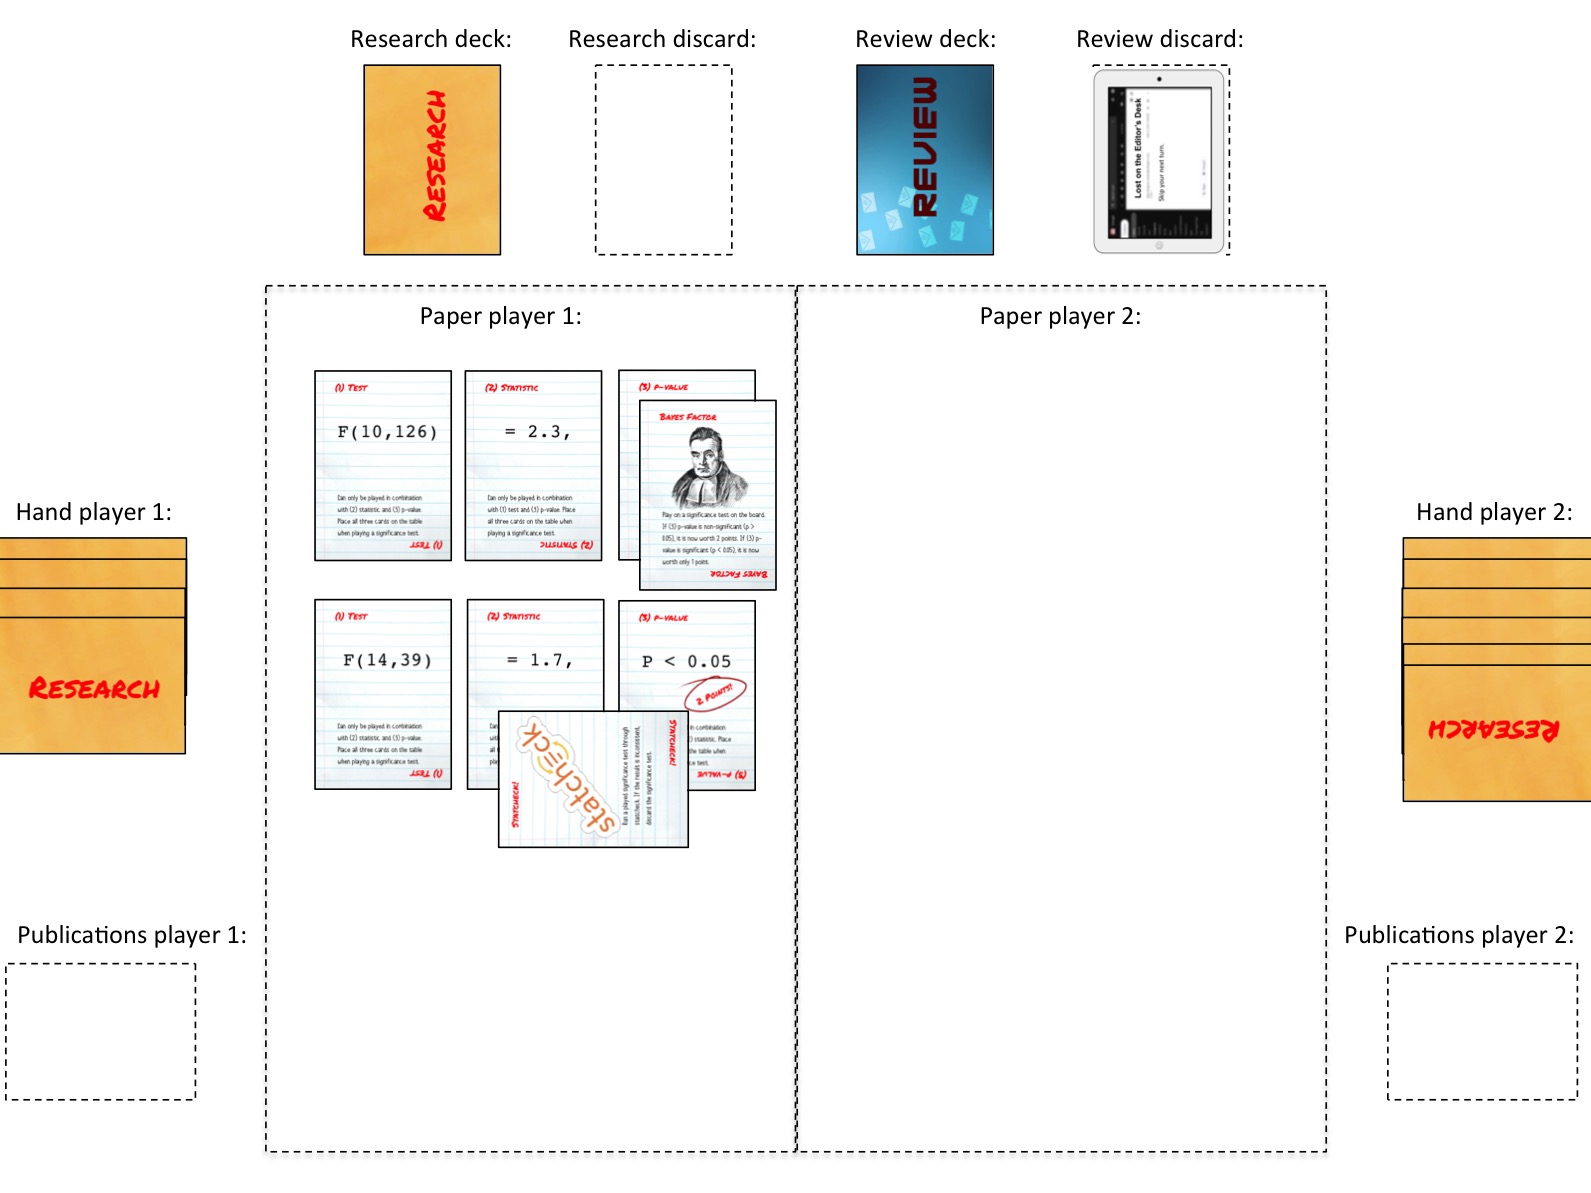 Research deck:
Research discard:
Review deck:
Review discard:
RESEARCH
REVIEW
Lost on the Editor's Desk
Skip your next turn.
Paper player 1:
Paper player 2:
(1) TEST
F(10,126)
Can only be played in combination
with (2) statistic and (3) p-value.
Place all three cards on the table
when playing a significance test.
(1) TEST
(2) STATISTIC
= 2.3,
Can only be played in combination
with (1) test and (3) p-value. Place
all three cards on the table when
playing a significance test.
(2) STATISTIC
(3) P-VALUE
BAYES FACTOR
Play on a significance test on the board.
If (3) p-value is non-significant (p >
0.05), it is now worth 2 points. If (3) p-
value is significant (p < 0.05), it is now
worth only 1 point.
BAYES FACTOR
(1) TEST
F(14,39)
Can only be played in combination
with (2) statistic and (3) p-value.
Place all three cards on the table
when playing a significance test.
(1) TEST
(2) STATISTIC
= 1.7,
(3) P-VALUE
P < 0.05
2 POINTS!
in combination
statistic. Place
the table when
test.
(3) P-VALUE
STATCHECK!
statcheck
Run a played significance test through
statcheck. If the result is inconsistent,
discard the significance test.
STATCHECK!
Hand player 1:
RESEARCH
Hand player 2:
RESEARCH
Publications player 1:
Publications player 2: